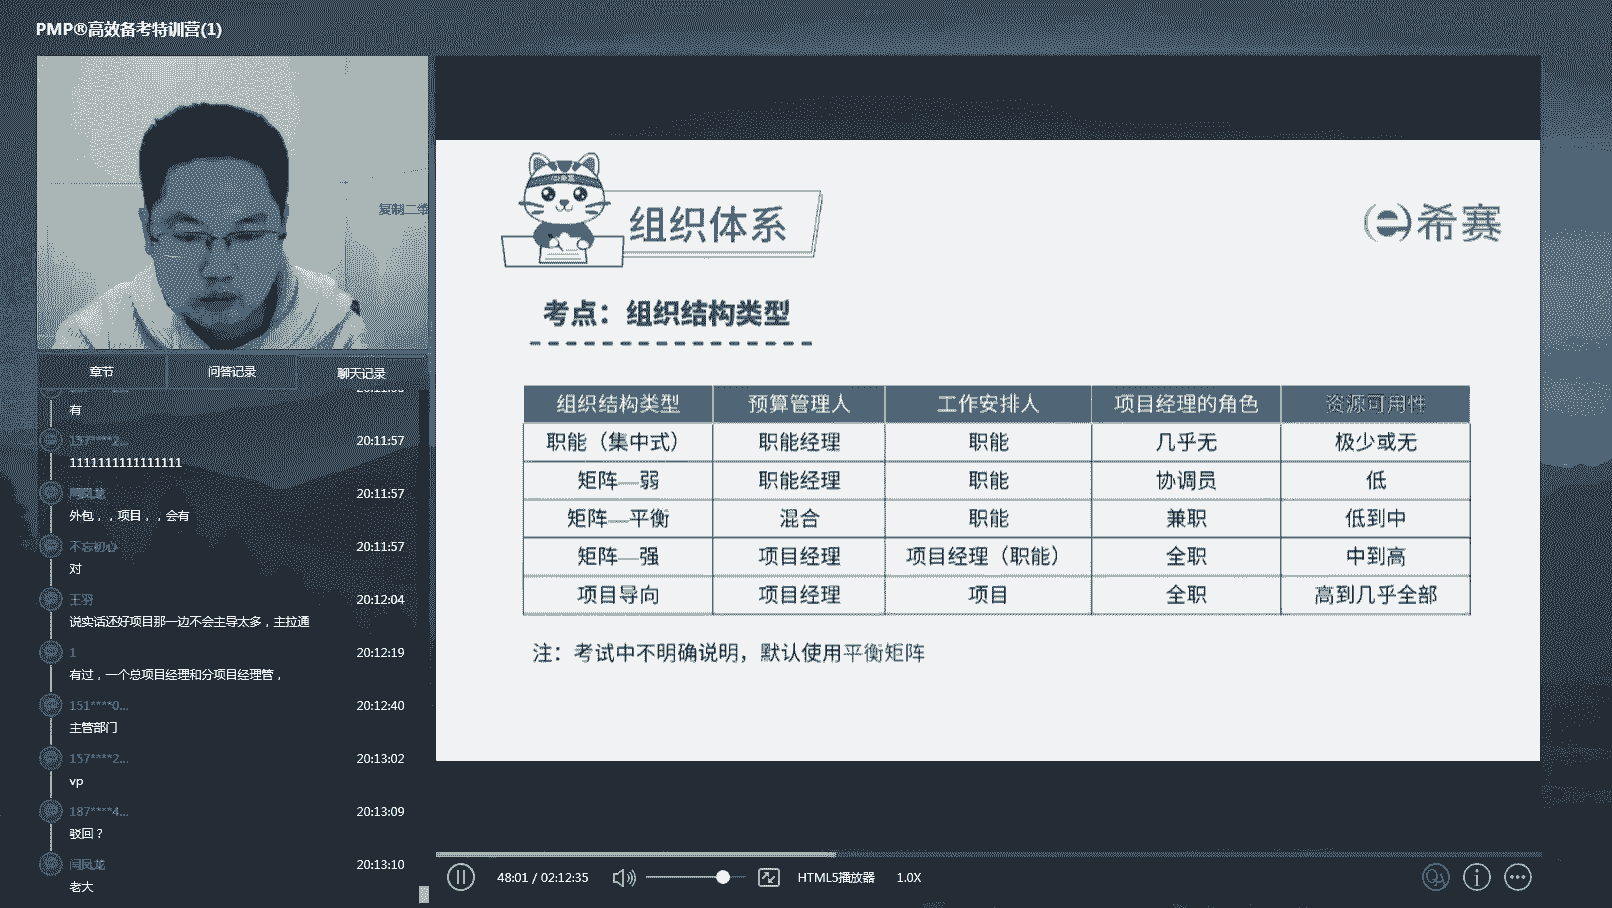 PMP®高效备考特训营(1)
复制二维
章节
问答记录
聊天记录
有
157****2...
20:11:57
1111111111111111
周凤龙
20:11:57
外包，，项目，，会有
不忘初心
20:11:57
对
王羽
20:12:04
说实话还好项目那一边不会主导太多，主拉通
1
20:12:19
有过，一个总项目经理和分项目经理管，
151****0...
20:12:40
主管部门
157****2...
20:13:02
vp
187****4...
20:13:09
驳回？
20:13:10
老大
组织体系
希赛
考点：组织结构类型
组织结构类型 预算管理人 工作安排人 项目经理的角色 资源可用性
职能（集中式） 职能经理 职能 几乎无 极少或无
矩阵—弱 职能经理 职能 协调员 低
矩阵—平衡 混合 职能 兼职 低到中
矩阵—强 项目经理 项目经理（职能） 全职 中到高
项目导向 项目经理 项目 全职 高到几乎全部
注：考试中不明确说明，默认使用平衡矩阵
48:01 / 02:12:35
HTML5播放器
1.0X